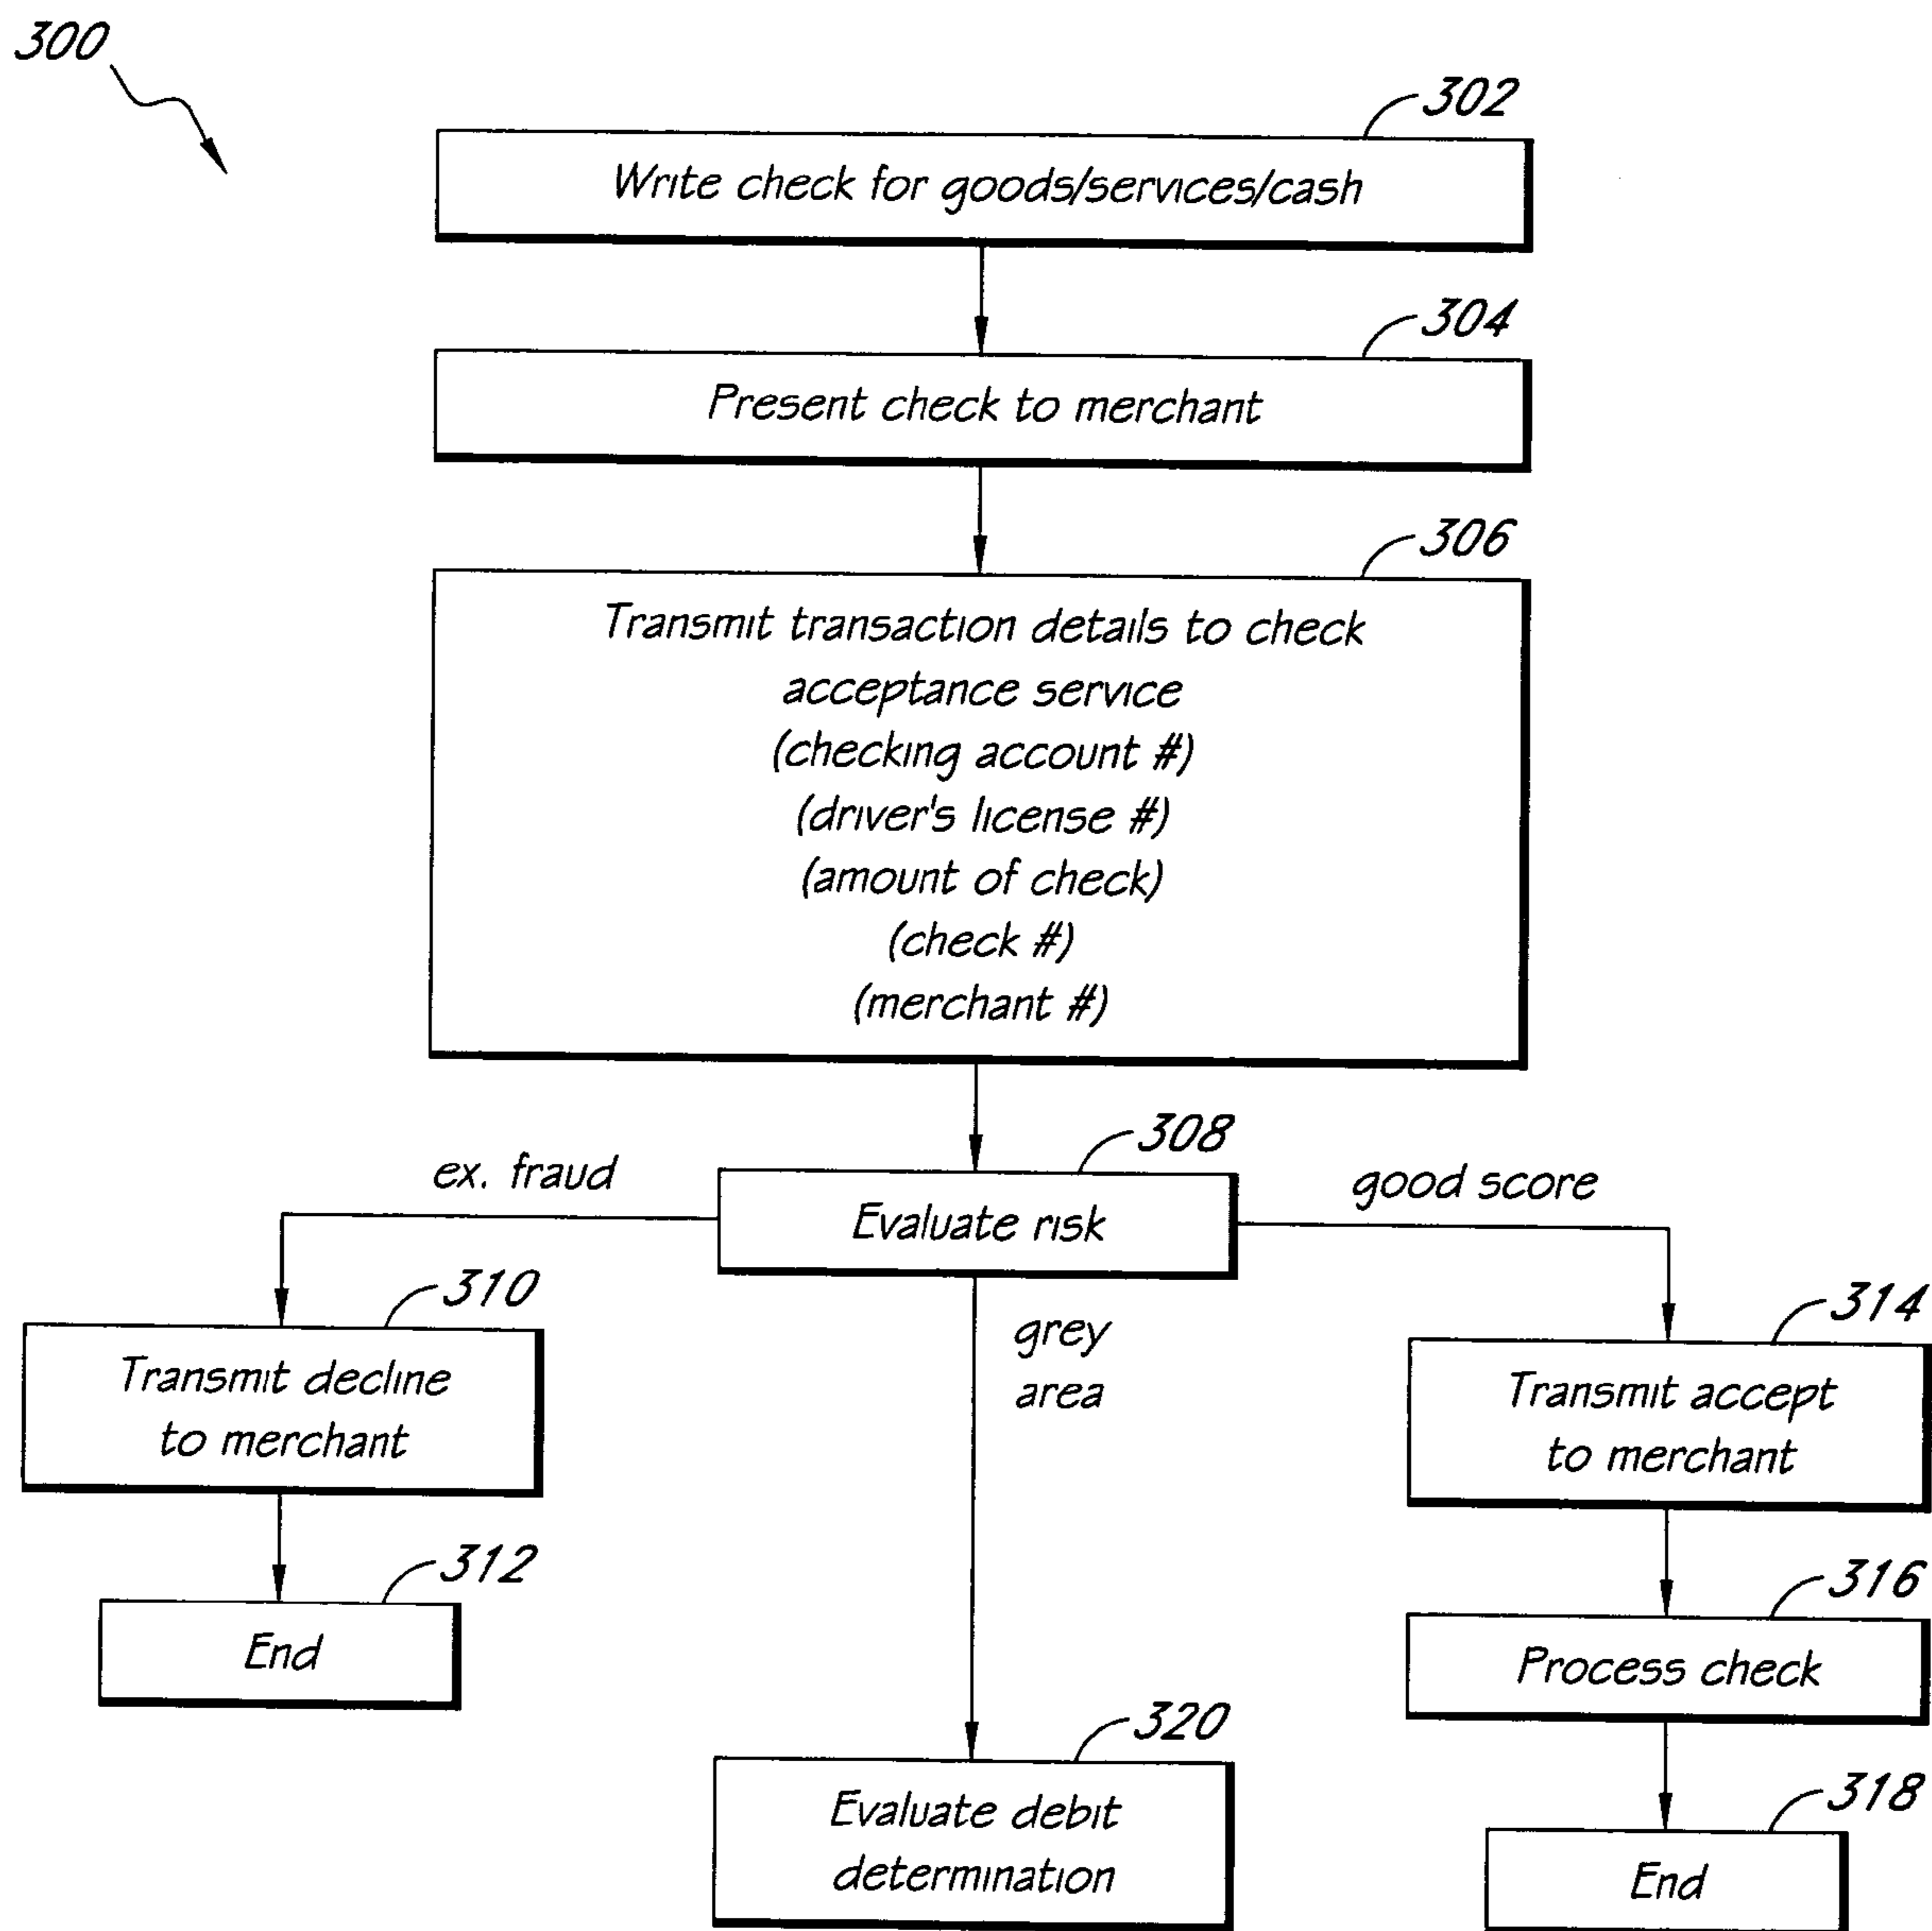 300
302
Write check for goods/services/cash
304
Present check to merchant
306
Transmit transaction details to check
acceptance service
(checking account #)
(driver's license #)
(amount of check)
(check #)
(merchant #)
308
ex. fraud
Evaluate risk
good score
310
Transmit decline
to merchant
grey
area
314
Transmit accept
to merchant
312
End
316
Process check
320
Evaluate debit
determination
318
End